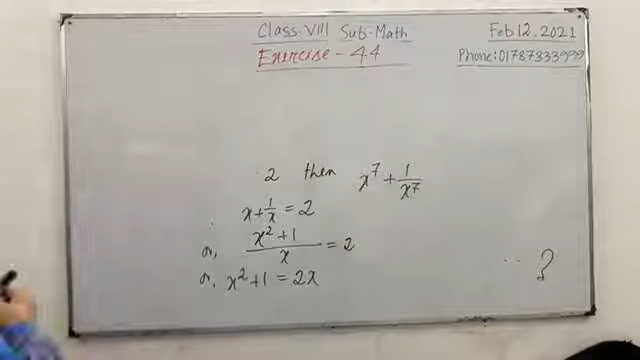 Class-VIII Sub-Math Feb 12. 2021
Exercise - 4.4 Phone: 01787333999
2 then x⁷ + 1/x⁷
x + 1/x = 2
or, (x² + 1)/x = 2
or, x² + 1 = 2x
?